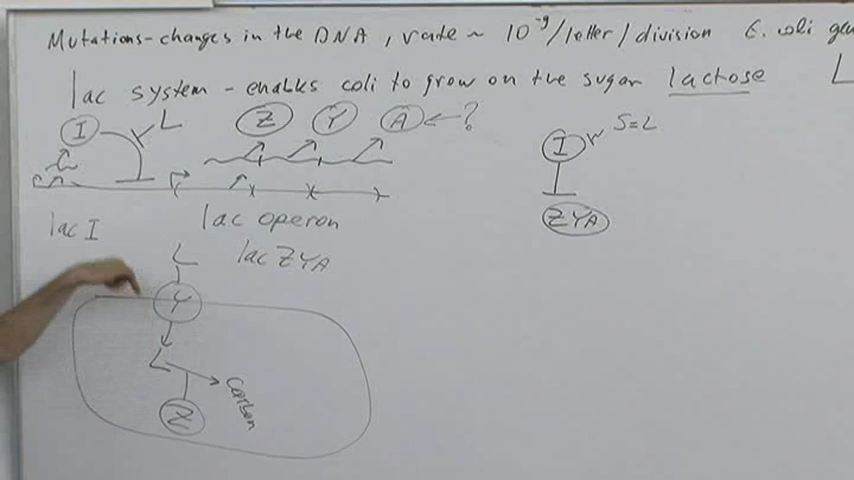 Mutations - changes in the DNA, rate ~ 10⁻⁹/letter/division E. coli
lac system - enables coli to grow on the sugar lactose L
I L Z Y A ← ?
I S=L
ZYA
lac I
lac operon
lac ZYA
L
Y
L
Carbon
Z